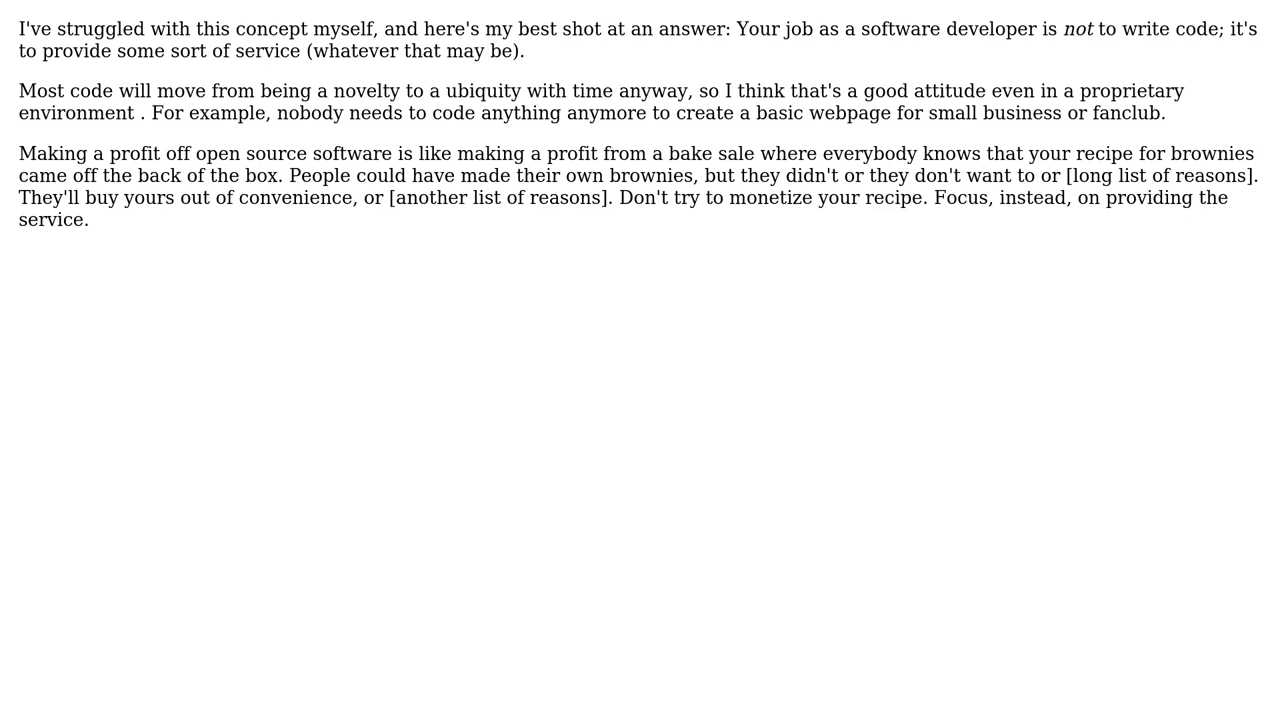 I've struggled with this concept myself, and here's my best shot at an answer: Your job as a software developer is not to write code; it's
to provide some sort of service (whatever that may be).
Most code will move from being a novelty to a ubiquity with time anyway, so I think that's a good attitude even in a proprietary
environment . For example, nobody needs to code anything anymore to create a basic webpage for small business or fanclub.
Making a profit off open source software is like making a profit from a bake sale where everybody knows that your recipe for brownies
came off the back of the box. People could have made their own brownies, but they didn't or they don't want to or [long list of reasons].
They'll buy yours out of convenience, or [another list of reasons]. Don't try to monetize your recipe. Focus, instead, on providing the
service.